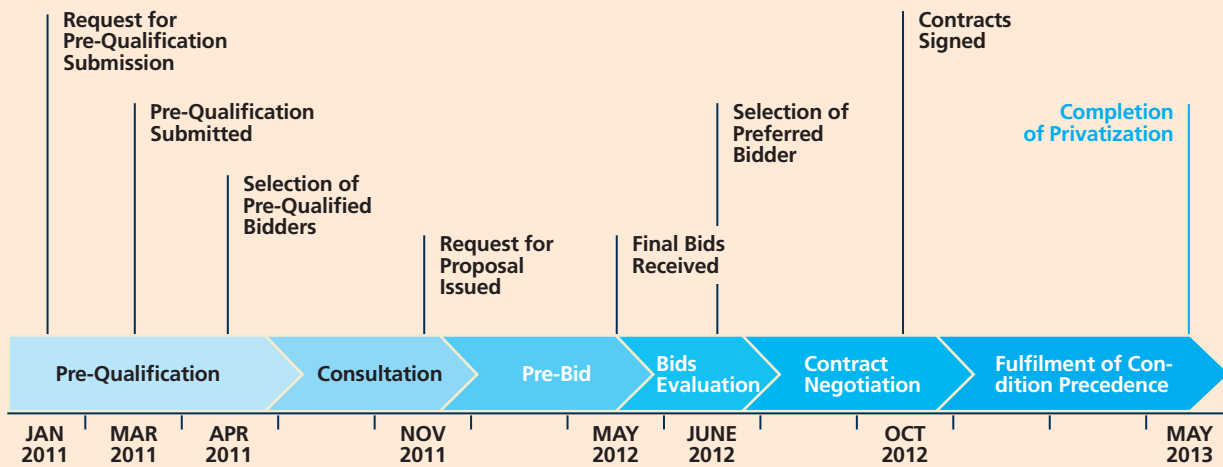 Request for
Pre-Qualification
Submission
Pre-Qualification
Submitted
Selection of
Pre-Qualified
Bidders
Request for
Proposal
Issued
Final Bids
Received
Selection of
Preferred
Bidder
Contracts
Signed
Completion
of Privatization
Pre-Qualification
Consultation
Pre-Bid
Bids
Evaluation
Contract
Negotiation
Fulfilment of Con-
dition Precedence
JAN
2011
MAR
2011
APR
2011
NOV
2011
MAY
2012
JUNE
2012
OCT
2012
MAY
2013